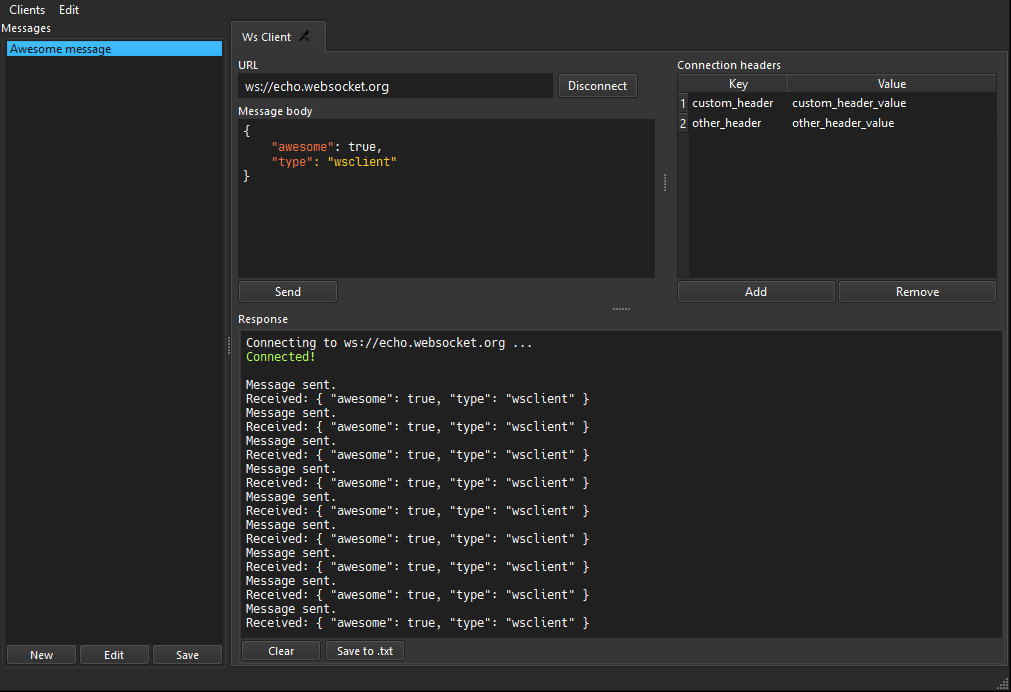 Clients Edit
Messages
Awesome message
Ws Client
URL
ws://echo.websocket.org Disconnect
Message body
{
    "awesome": true,
    "type": "wsclient"
}
Send
Connection headers
Key Value
1 custom_header custom_header_value
2 other_header other_header_value
Add Remove
Response
Connecting to ws://echo.websocket.org ...
Connected!
Message sent.
Received: { "awesome": true, "type": "wsclient" }
Message sent.
Received: { "awesome": true, "type": "wsclient" }
Message sent.
Received: { "awesome": true, "type": "wsclient" }
Message sent.
Received: { "awesome": true, "type": "wsclient" }
Message sent.
Received: { "awesome": true, "type": "wsclient" }
Message sent.
Received: { "awesome": true, "type": "wsclient" }
Message sent.
Received: { "awesome": true, "type": "wsclient" }
Message sent.
Received: { "awesome": true, "type": "wsclient" }
Message sent.
Received: { "awesome": true, "type": "wsclient" }
New Edit Save
Clear Save to .txt